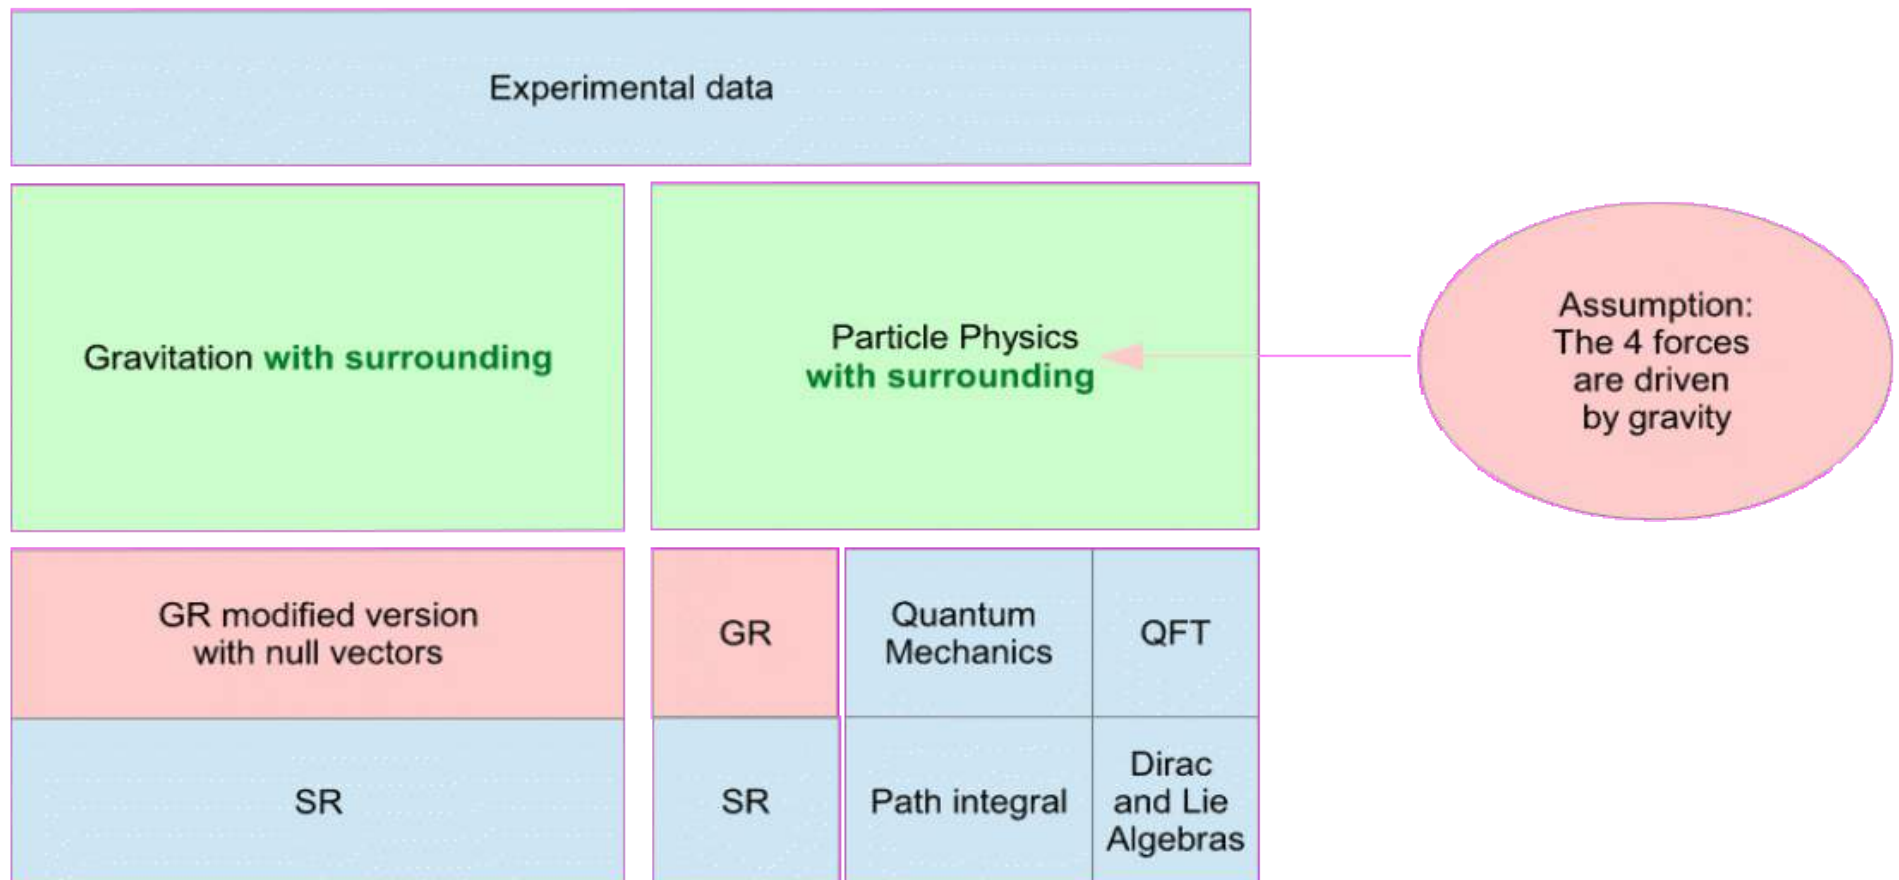 Experimental data
Gravitation with surrounding
Particle Physics
with surrounding
Assumption:
The 4 forces
are driven
by gravity
GR modified version
with null vectors
GR
Quantum
Mechanics
QFT
SR
SR
Path integral
Dirac
and Lie
Algebras